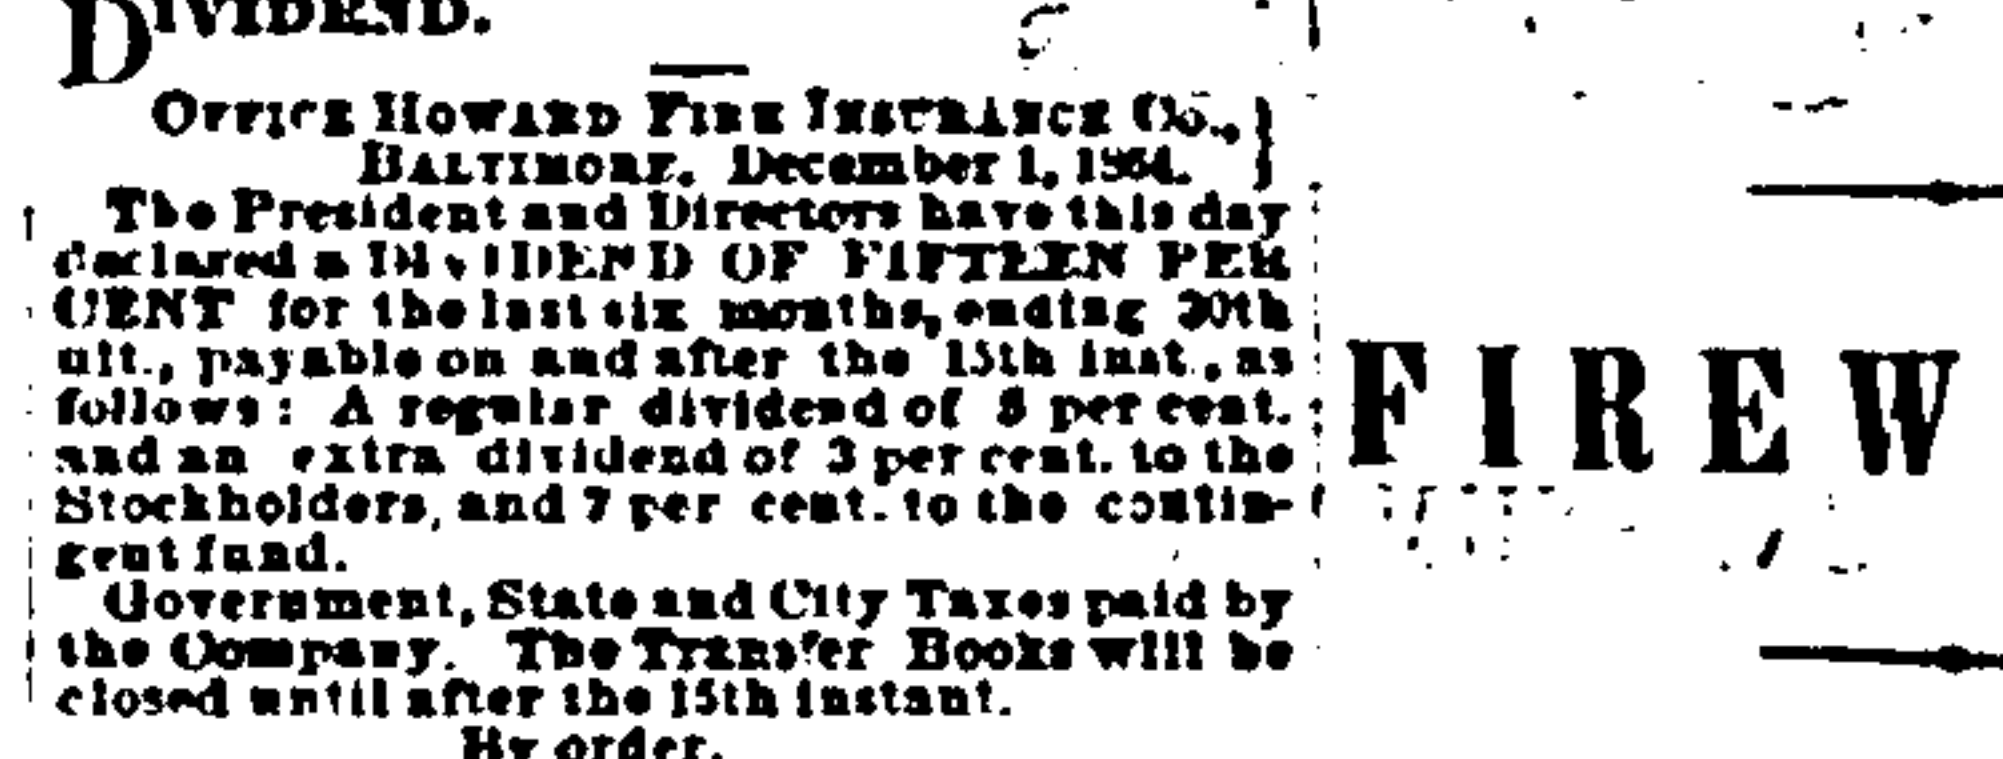 DIVIDEND.
OFFICE HOWARD FIRE INSURANCE CO.,
BALTIMORE, December 1, 1864.
The President and Directors have this day
declared a DIVIDEND OF FIFTEEN PER
CENT for the last six months, ending 30th
ult., payable on and after the 15th inst., as
follows: A regular dividend of 5 per cent.
and an extra dividend of 3 per cent. to the
Stockholders, and 7 per cent. to the contin-
gent fund.
Government, State and City Taxes paid by
the Company. The Transfer Books will be
closed until after the 15th instant.
By order.
FIREW